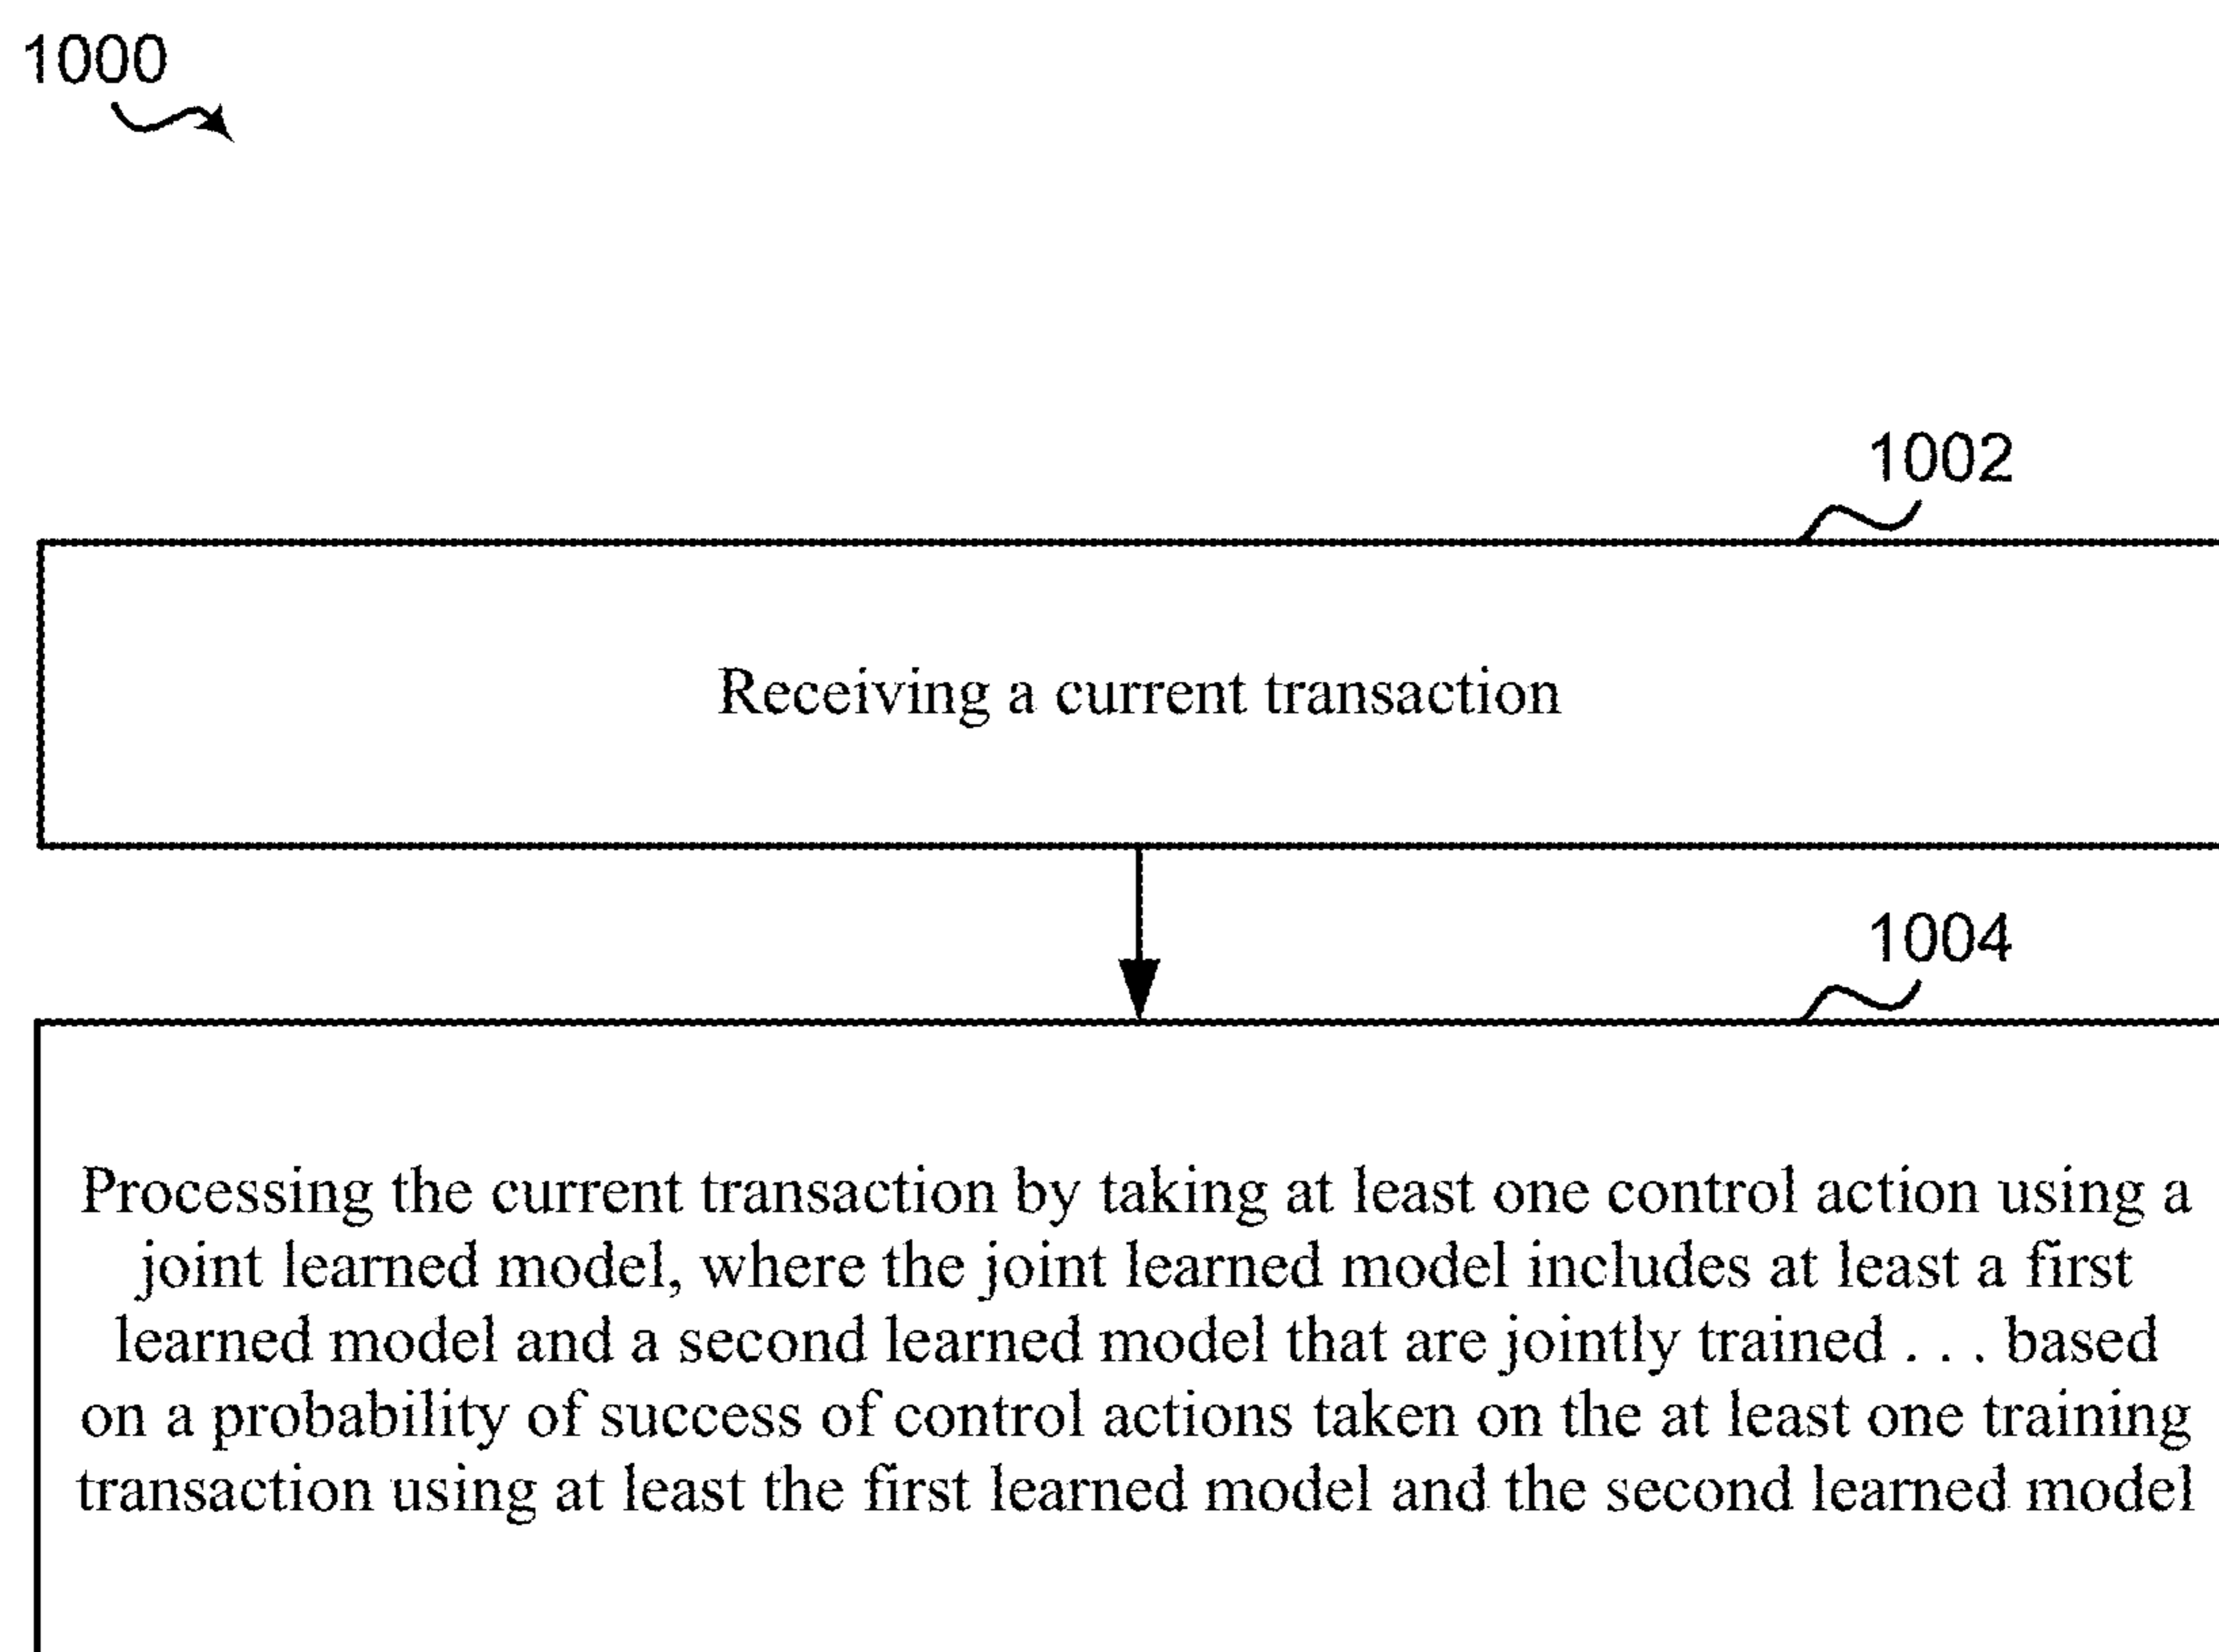 1000
1002
Receiving a current transaction
1004
Processing the current transaction by taking at least one control action using a
joint learned model, where the joint learned model includes at least a first
learned model and a second learned model that are jointly trained . . . based
on a probability of success of control actions taken on the at least one training
transaction using at least the first learned model and the second learned model